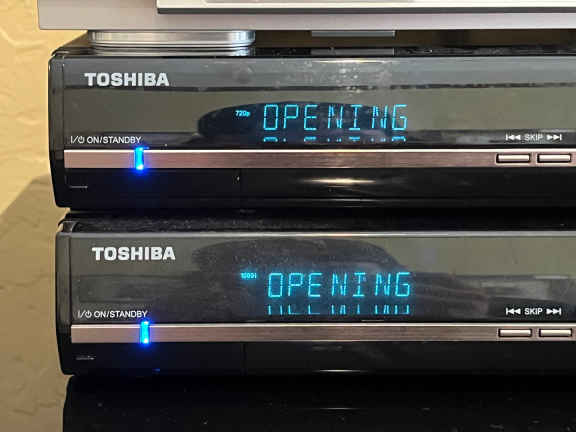 TOSHIBA
720p
OPENING
I/⏻ ON/STANDBY
⏮ SKIP ⏭
TOSHIBA
1080i
OPENING
I/⏻ ON/STANDBY
⏮ SKIP ⏭